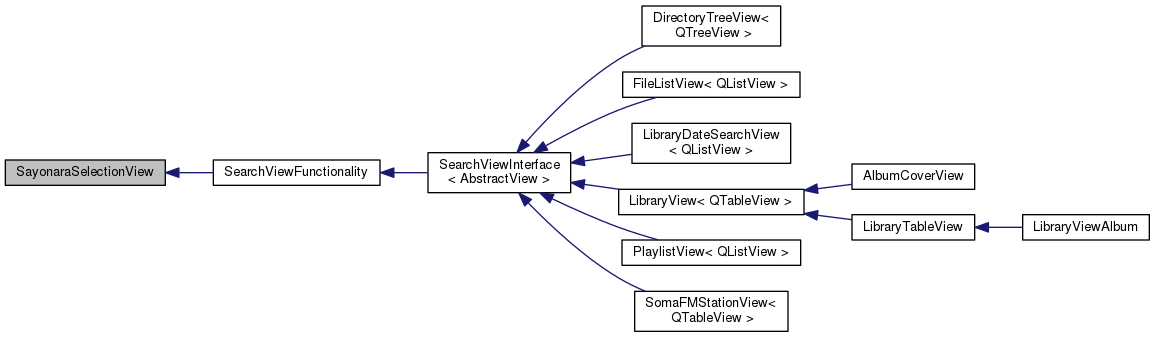 DirectoryTreeView<
QTreeView >
FileListView< QListView >
LibraryDateSearchView
< QListView >
SayonaraSelectionView
SearchViewFunctionality
SearchViewInterface
< AbstractView >
LibraryView< QTableView >
AlbumCoverView
LibraryTableView
LibraryViewAlbum
PlaylistView< QListView >
SomaFMStationView<
QTableView >